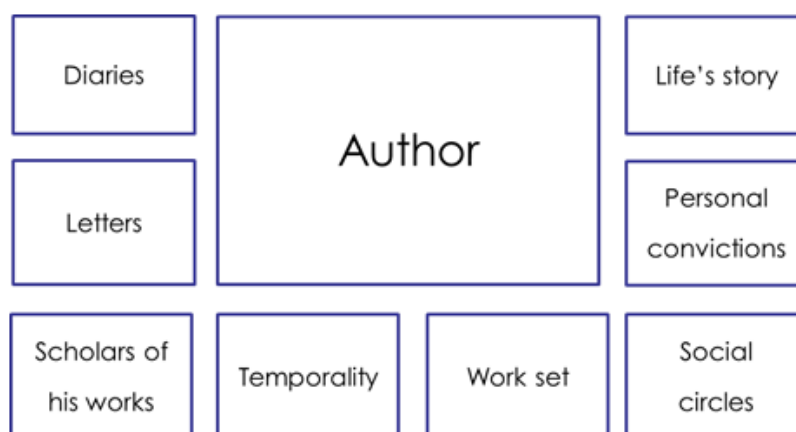 Diaries
Author
Life's story
Letters
Personal
convictions
Scholars of
his works
Temporality
Work set
Social
circles